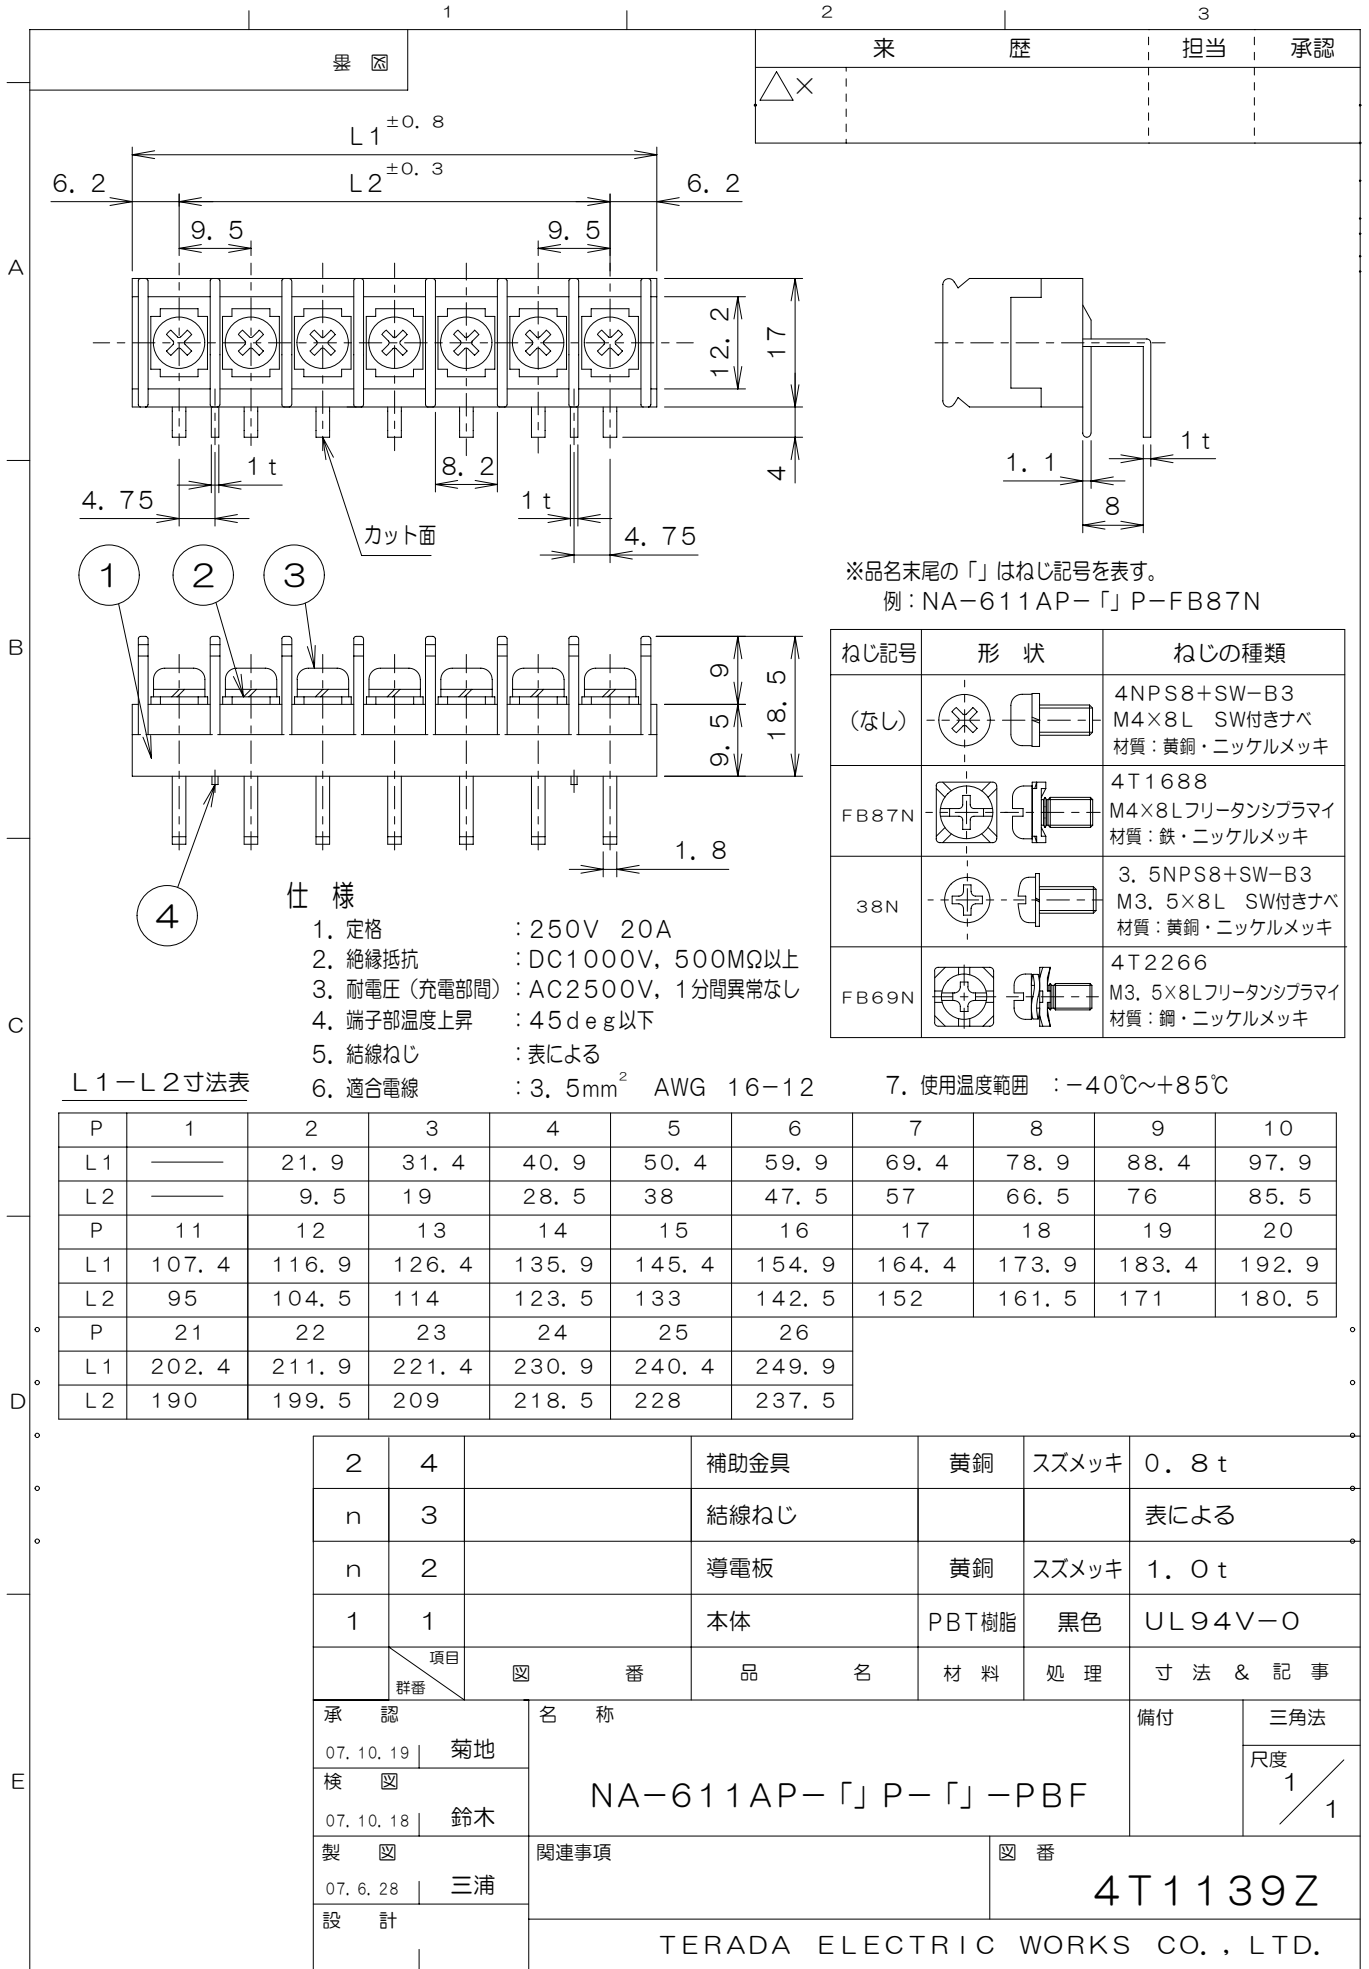 1 2 3
図 番
来 歴 担当 承認
△×
L1±0.8
L2±0.3
6.2 6.2
9.5 9.5
A
12.2
17
4
1t
8.2
1t
4.75
4.75
カット面
1.1
1t
8
1 2 3
※品名末尾の「」はねじ記号を表す。
例：NA-611AP-「」P-FB87N
B
9
9.5
18.5
1.8
4
ねじ記号 形 状 ねじの種類
(なし)
4NPS8+SW-B3
M4×8L SW付きナベ
材質：黄銅・ニッケルメッキ
FB87N
4T1688
M4×8Lフリータンシプラマイ
材質：鉄・ニッケルメッキ
38N
3.5NPS8+SW-B3
M3.5×8L SW付きナベ
材質：黄銅・ニッケルメッキ
FB69N
4T2266
M3.5×8Lフリータンシプラマイ
材質：鋼・ニッケルメッキ
仕 様
1. 定格 ：250V 20A
2. 絶縁抵抗 ：DC1000V, 500MΩ以上
3. 耐電圧（充電部間）：AC2500V, 1分間異常なし
4. 端子部温度上昇 ：45deg以下
5. 結線ねじ ：表による
6. 適合電線 ：3.5mm² AWG 16-12
7. 使用温度範囲 ：-40℃～+85℃
C
L1-L2寸法表
P 1 2 3 4 5 6 7 8 9 10
L1 ―― 21.9 31.4 40.9 50.4 59.9 69.4 78.9 88.4 97.9
L2 ―― 9.5 19 28.5 38 47.5 57 66.5 76 85.5
P 11 12 13 14 15 16 17 18 19 20
L1 107.4 116.9 126.4 135.9 145.4 154.9 164.4 173.9 183.4 192.9
L2 95 104.5 114 123.5 133 142.5 152 161.5 171 180.5
P 21 22 23 24 25 26
L1 202.4 211.9 221.4 230.9 240.4 249.9
L2 190 199.5 209 218.5 228 237.5
D
2 4 補助金具 黄銅 スズメッキ 0.8t
n 3 結線ねじ 表による
n 2 導電板 黄銅 スズメッキ 1.0t
1 1 本体 PBT樹脂 黒色 UL94V-0
項目
群番
図 番 品 名 材 料 処 理 寸 法 & 記 事
E
承 認
07.10.19 菊地
検 図
07.10.18 鈴木
製 図
07.6.28 三浦
設 計
名 称
NA-611AP-「」P-「」-PBF
備付
三角法
尺度
1/1
関連事項
図 番
4T1139Z
TERADA ELECTRIC WORKS CO., LTD.